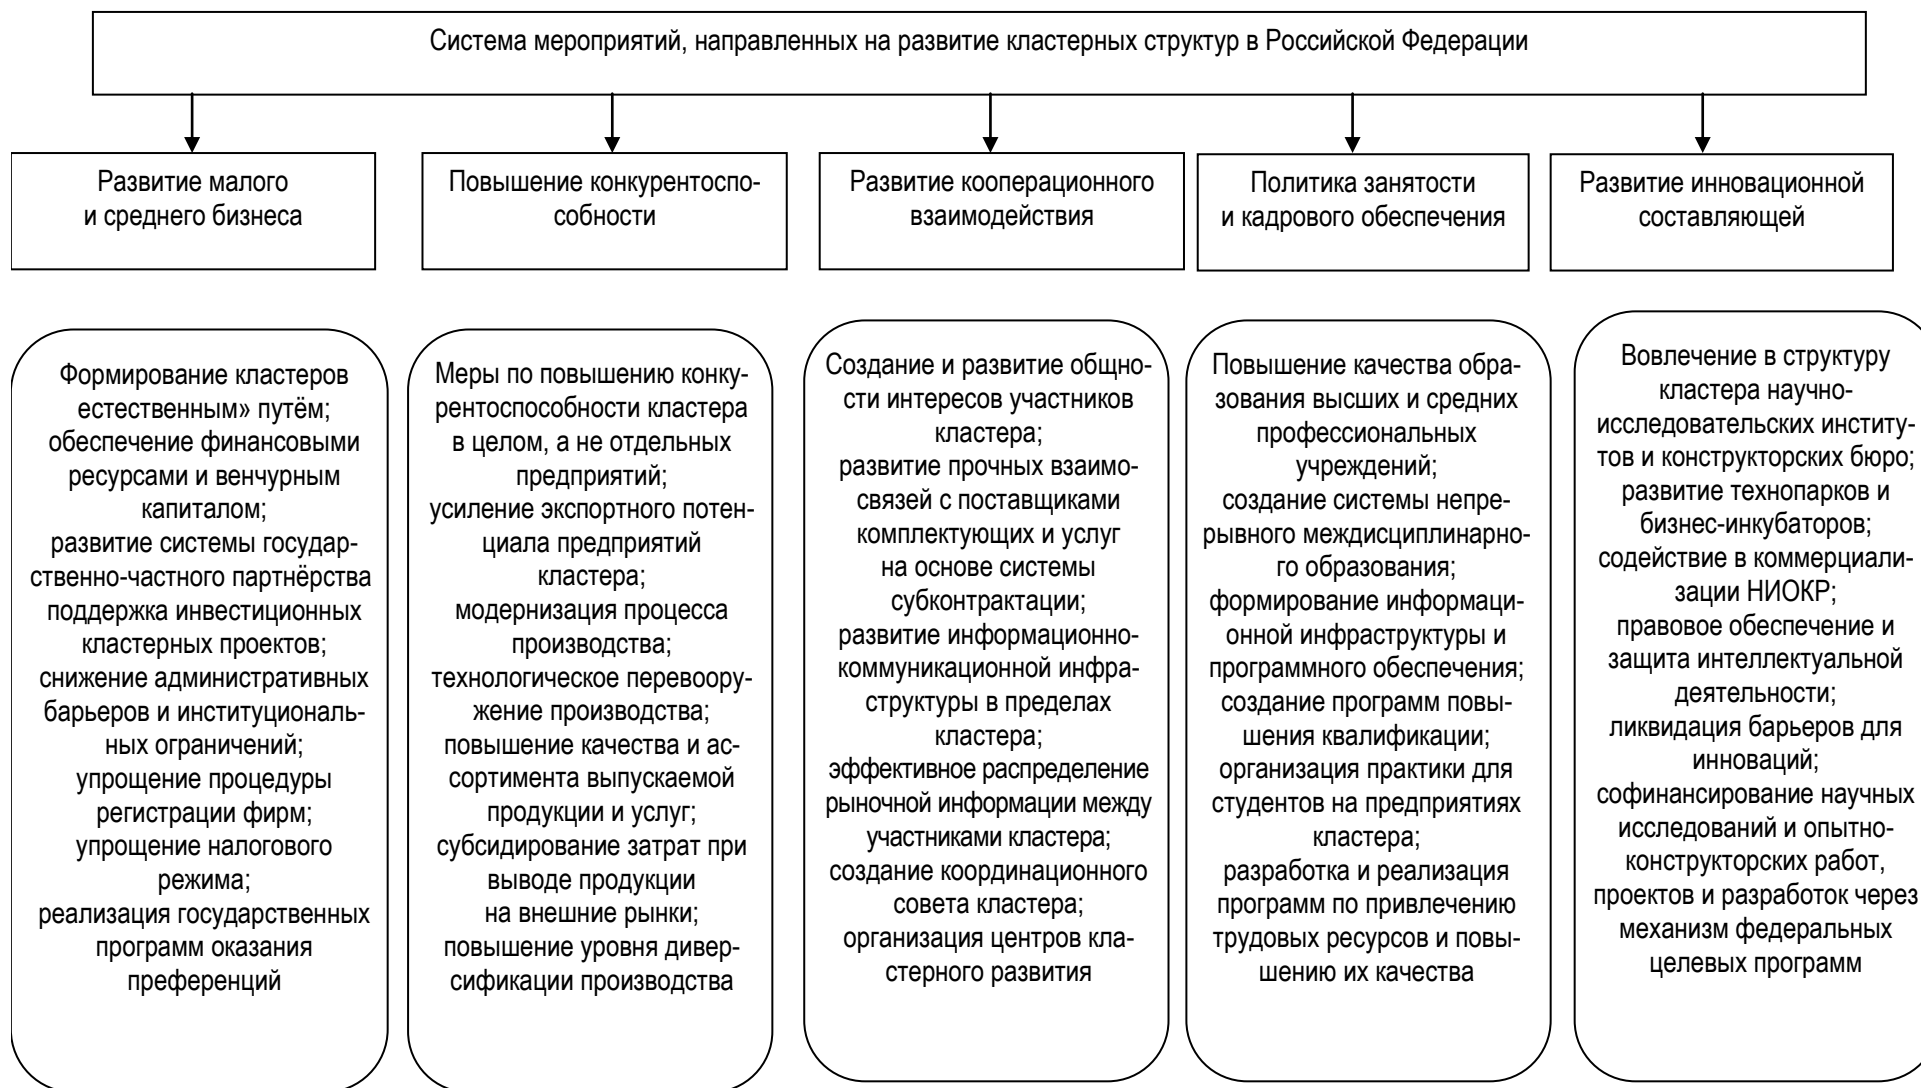 Система мероприятий, направленных на развитие кластерных структур в Российской Федерации
Развитие малого
и среднего бизнеса
Повышение конкурентоспо-
собности
Развитие кооперационного
взаимодействия
Политика занятости
и кадрового обеспечения
Развитие инновационной
составляющей
Формирование кластеров
естественным» путём;
обеспечение финансовыми
ресурсами и венчурным
капиталом;
развитие системы государ-
ственно-частного партнёрства
поддержка инвестиционных
кластерных проектов;
снижение административных
барьеров и институциональ-
ных ограничений;
упрощение процедуры
регистрации фирм;
упрощение налогового
режима;
реализация государственных
программ оказания
преференций
Меры по повышению конку-
рентоспособности кластера
в целом, а не отдельных
предприятий;
усиление экспортного потен-
циала предприятий
кластера;
модернизация процесса
производства;
технологическое перевоору-
жение производства;
повышение качества и ас-
сортимента выпускаемой
продукции и услуг;
субсидирование затрат при
выводе продукции
на внешние рынки;
повышение уровня дивер-
сификации производства
Создание и развитие общно-
сти интересов участников
кластера;
развитие прочных взаимо-
связей с поставщиками
комплектующих и услуг
на основе системы
субконтрактации;
развитие информационно-
коммуникационной инфра-
структуры в пределах
кластера;
эффективное распределение
рыночной информации между
участниками кластера;
создание координационного
совета кластера;
организация центров кла-
стерного развития
Повышение качества обра-
зования высших и средних
профессиональных
учреждений;
создание системы непре-
рывного междисциплинарно-
го образования;
формирование информаци-
онной инфраструктуры и
программного обеспечения;
создание программ повы-
шения квалификации;
организация практики для
студентов на предприятиях
кластера;
разработка и реализация
программ по привлечению
трудовых ресурсов и повы-
шению их качества
Вовлечение в структуру
кластера научно-
исследовательских институ-
тов и конструкторских бюро;
развитие технопарков и
бизнес-инкубаторов;
содействие в коммерциали-
зации НИОКР;
правовое обеспечение и
защита интеллектуальной
деятельности;
ликвидация барьеров для
инноваций;
софинансирование научных
исследований и опытно-
конструкторских работ,
проектов и разработок через
механизм федеральных
целевых программ